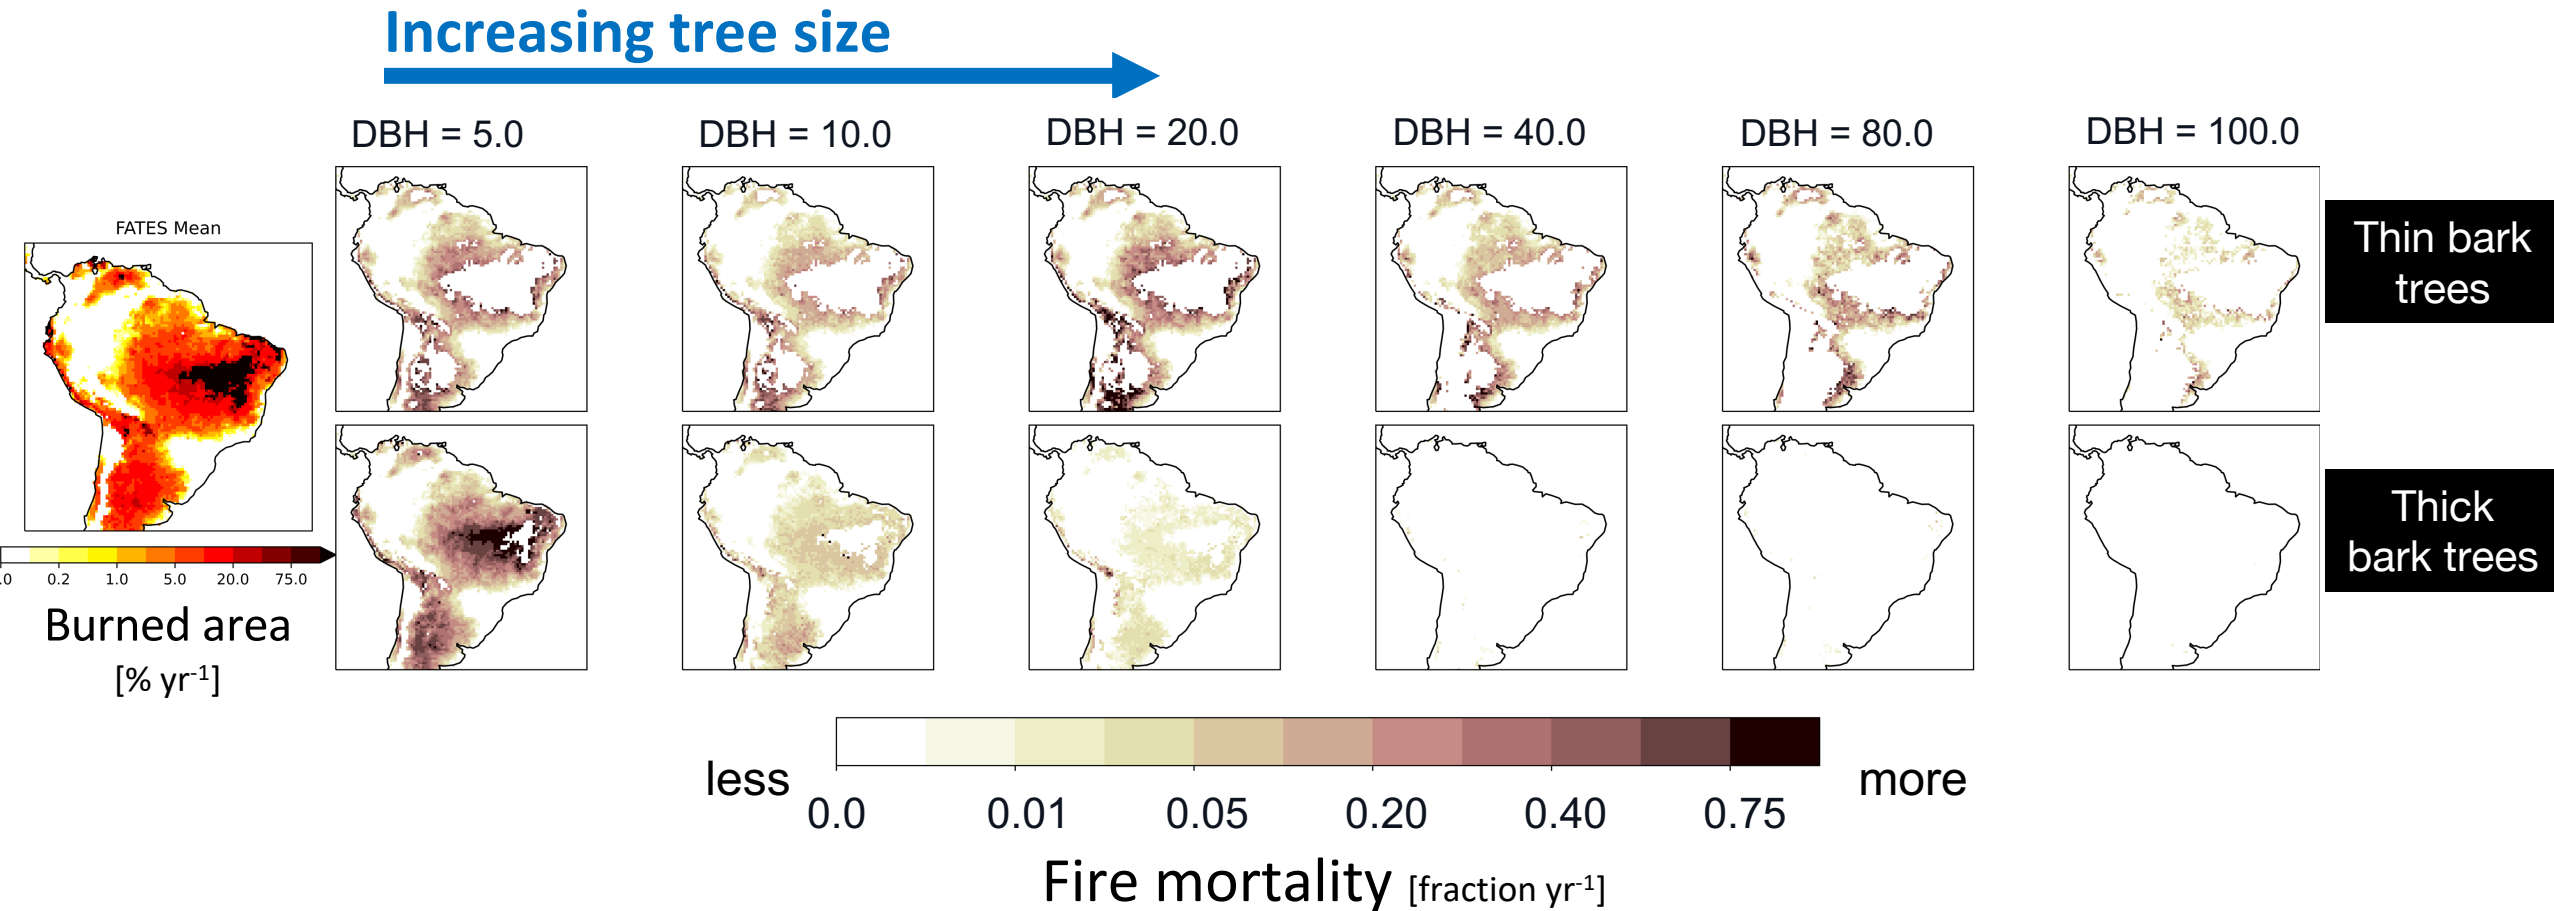 Increasing tree size
DBH = 5.0
DBH = 10.0
DBH = 20.0
DBH = 40.0
DBH = 80.0
DBH = 100.0
FATES Mean
Thin bark
trees
Thick
bark trees
.0 0.2 1.0 5.0 20.0 75.0
Burned area
[% yr-1]
less
more
0.0 0.01 0.05 0.20 0.40 0.75
Fire mortality [fraction yr-1]